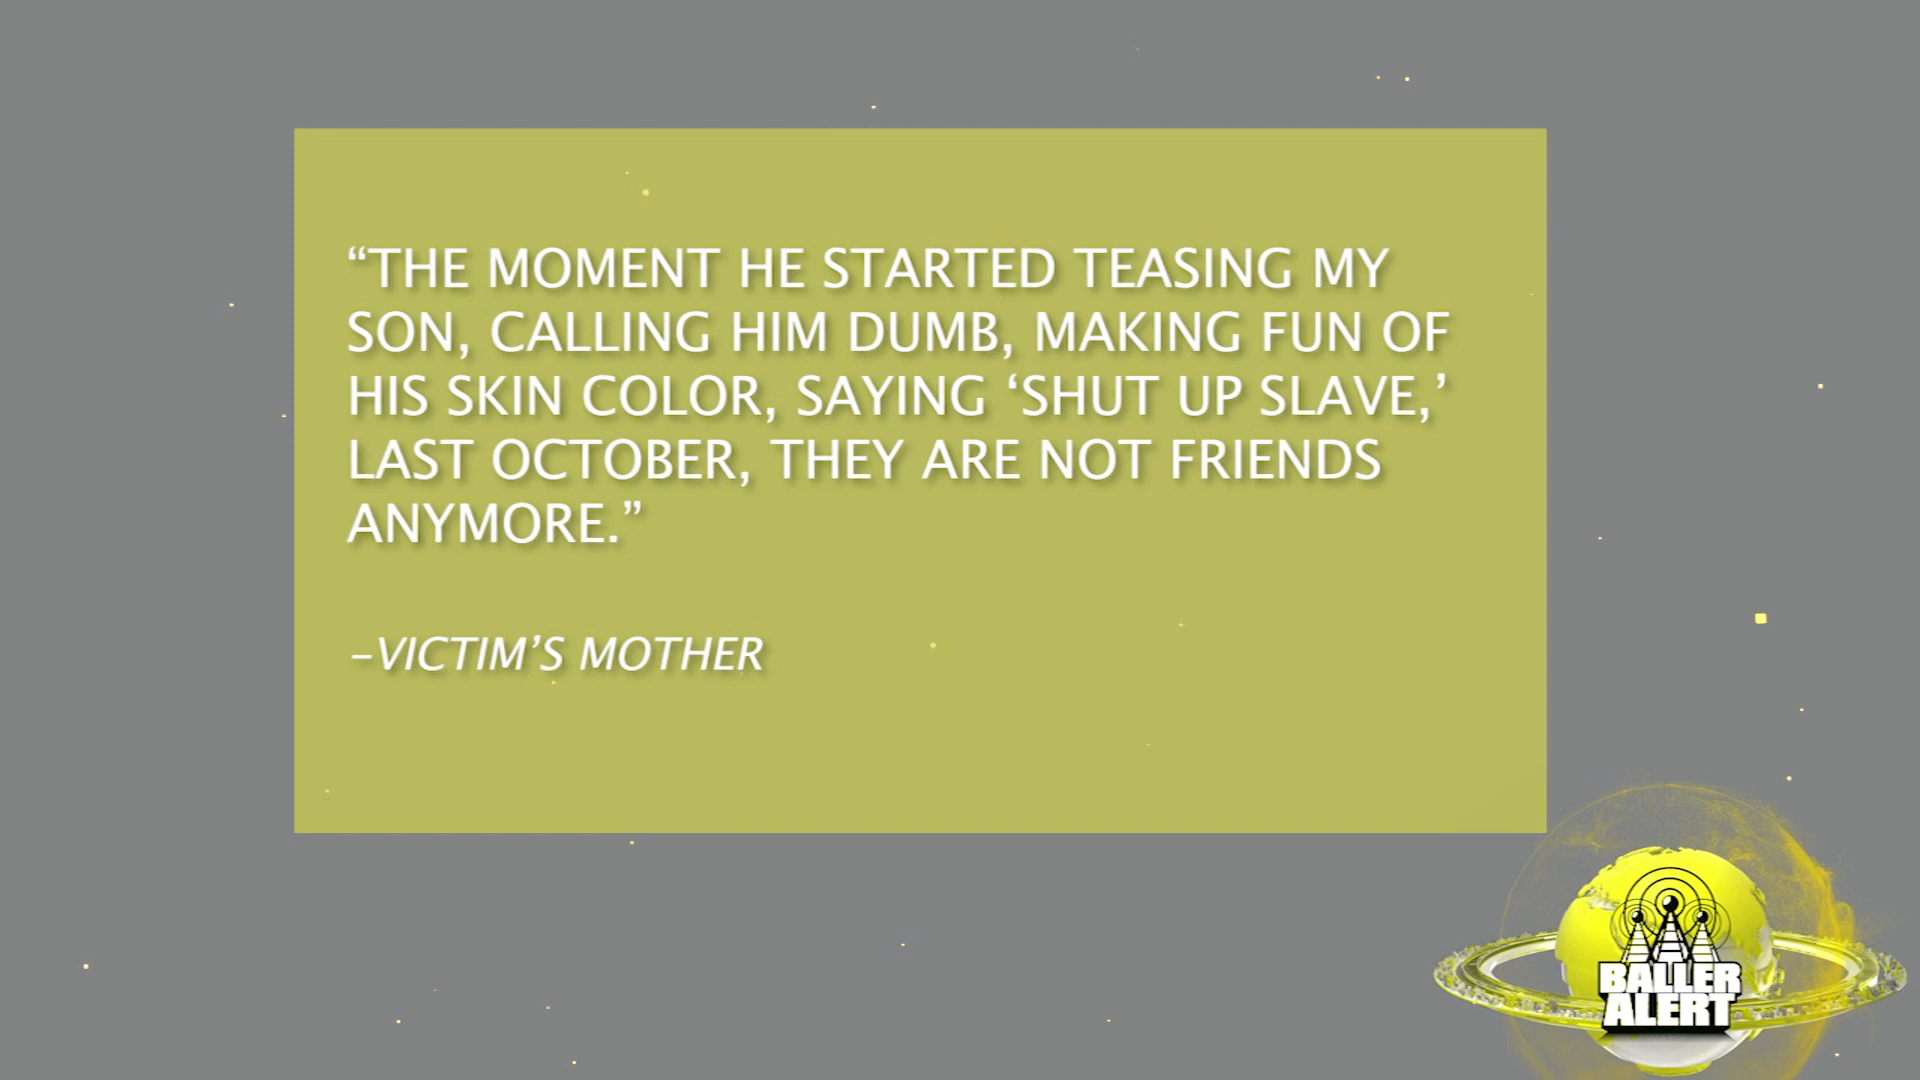 “THE MOMENT HE STARTED TEASING MY
SON, CALLING HIM DUMB, MAKING FUN OF
HIS SKIN COLOR, SAYING ‘SHUT UP SLAVE,’
LAST OCTOBER, THEY ARE NOT FRIENDS
ANYMORE.”
–VICTIM’S MOTHER
BALLER
ALERT